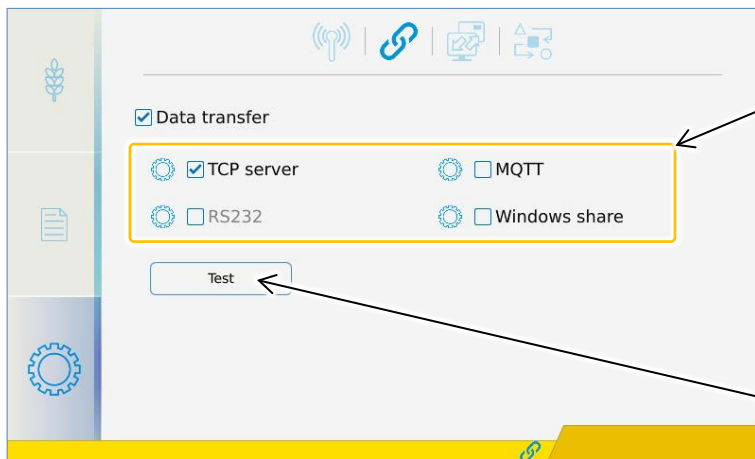 Data transfer
TCP server MQTT
RS232 Windows share
Test